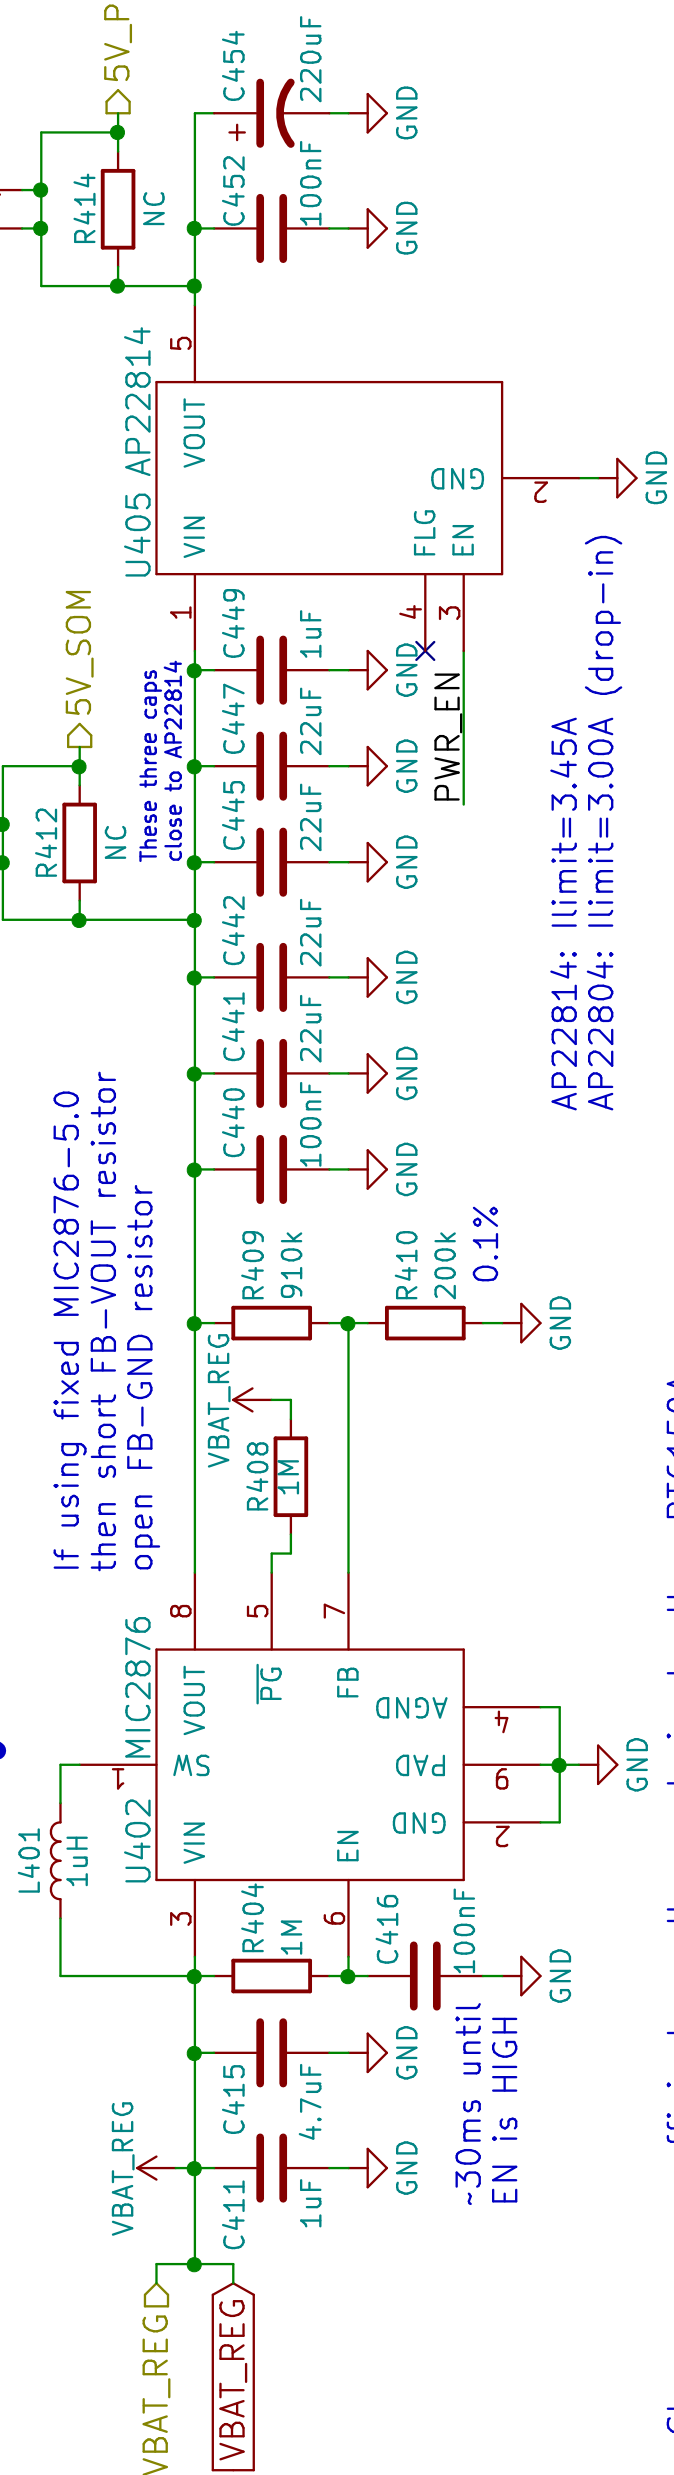 L401
1uH
If using fixed MIC2876-5.0
then short FB-VOUT resistor
open FB-GND resistor
R412
NC
5V_SOM
R414
NC
5V_P
VBAT_REG
VBAT_REG
VBAT_REG
U402 MIC2876
VIN
SW
VOUT
PG
FB
EN
GND
PAD
AGND
3
1
8
5
7
6
2
9
4
GND
C411
1uF
GND
C415
4.7uF
GND
R404
1M
C416
100nF
GND
~30ms until
EN is HIGH
R408
1M
VBAT_REG
R409
910k
R410
200k
0.1%
GND
C440
100nF
GND
C441
22uF
GND
C442
22uF
GND
C445
22uF
GND
C447
22uF
GND
C449
1uF
GND
These three caps
close to AP22814
U405 AP22814
VIN
VOUT
FLG
EN
GND
1
5
4
3
2
GND
PWR_EN
C452
100nF
GND
C454
+
220uF
GND
AP22814: Ilimit=3.45A
AP22804: Ilimit=3.00A (drop-in)